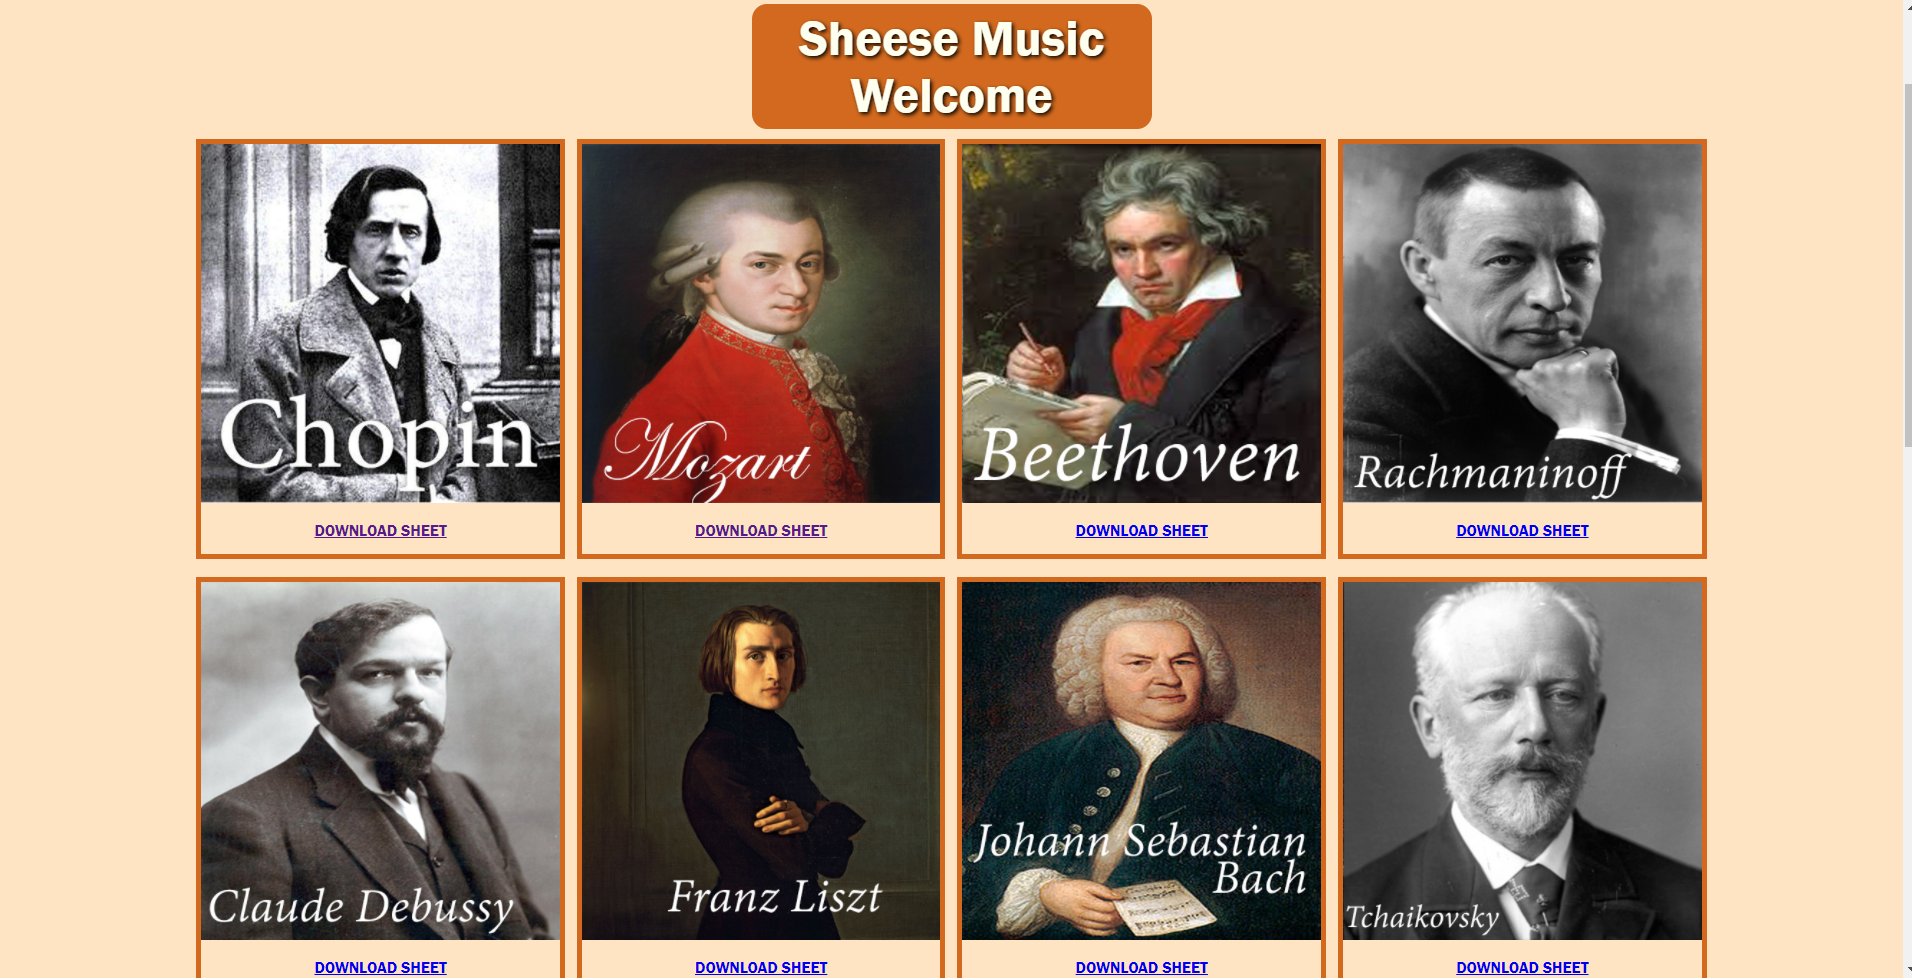 Sheese Music
Welcome
Chopin
Mozart
Beethoven
Rachmaninoff
DOWNLOAD SHEET
DOWNLOAD SHEET
DOWNLOAD SHEET
DOWNLOAD SHEET
Claude Debussy
Franz Liszt
Johann Sebastian
Bach
Tchaikovsky
DOWNLOAD SHEET
DOWNLOAD SHEET
DOWNLOAD SHEET
DOWNLOAD SHEET